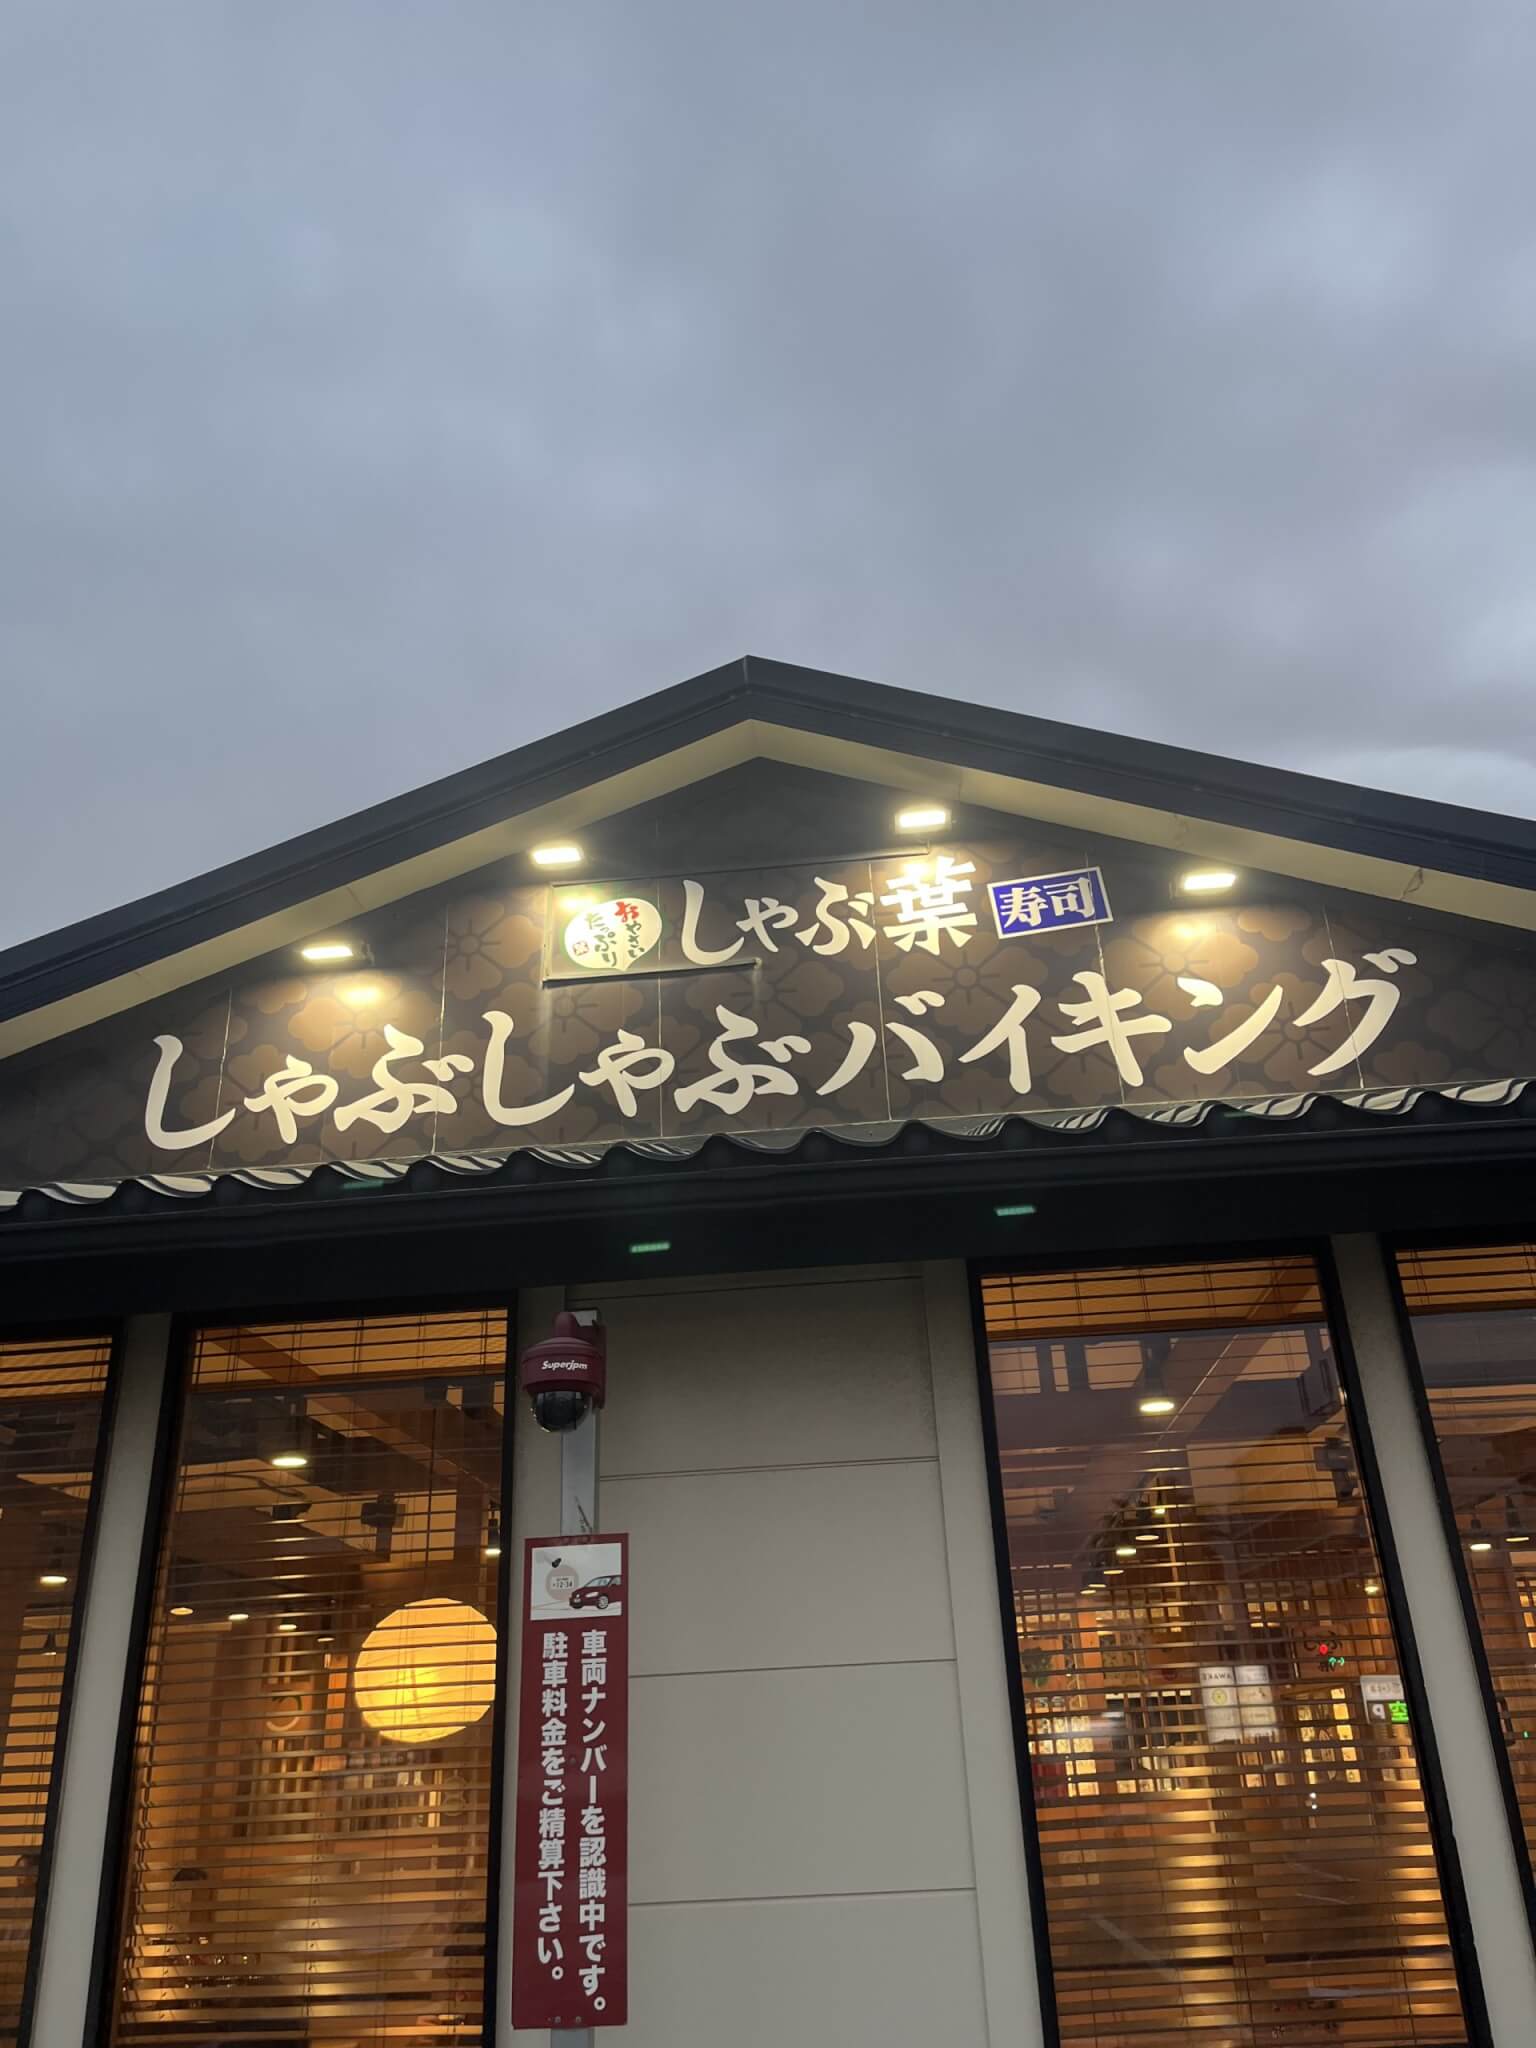 おやさい
たっぷり
しゃぶ葉
寿司
しゃぶしゃぶバイキング
Superjpm
車両ナンバーを認識中です。
駐車料金をご精算下さい。
P空